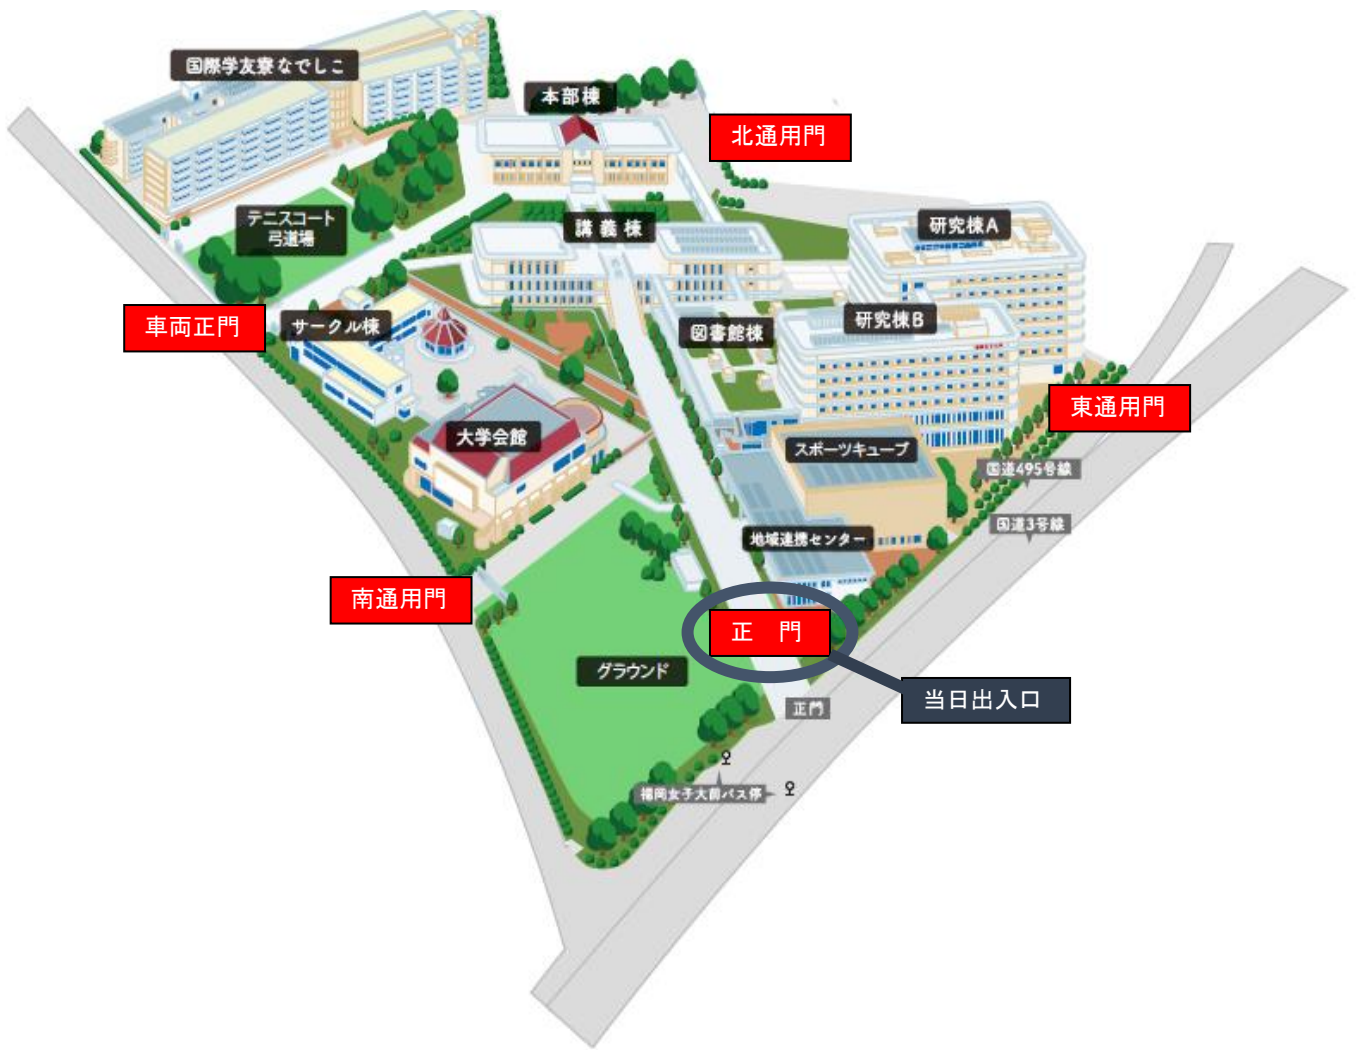 国際学友寮なでしこ
本部棟
北通用門
テニスコート
弓道場
講義棟
研究棟A
車両正門
サークル棟
図書館棟
研究棟B
東通用門
大学会館
スポーツキューブ
国道495号線
国道3号線
地域連携センター
南通用門
正 門
グラウンド
当日出入口
正門
福岡女子大前バス停